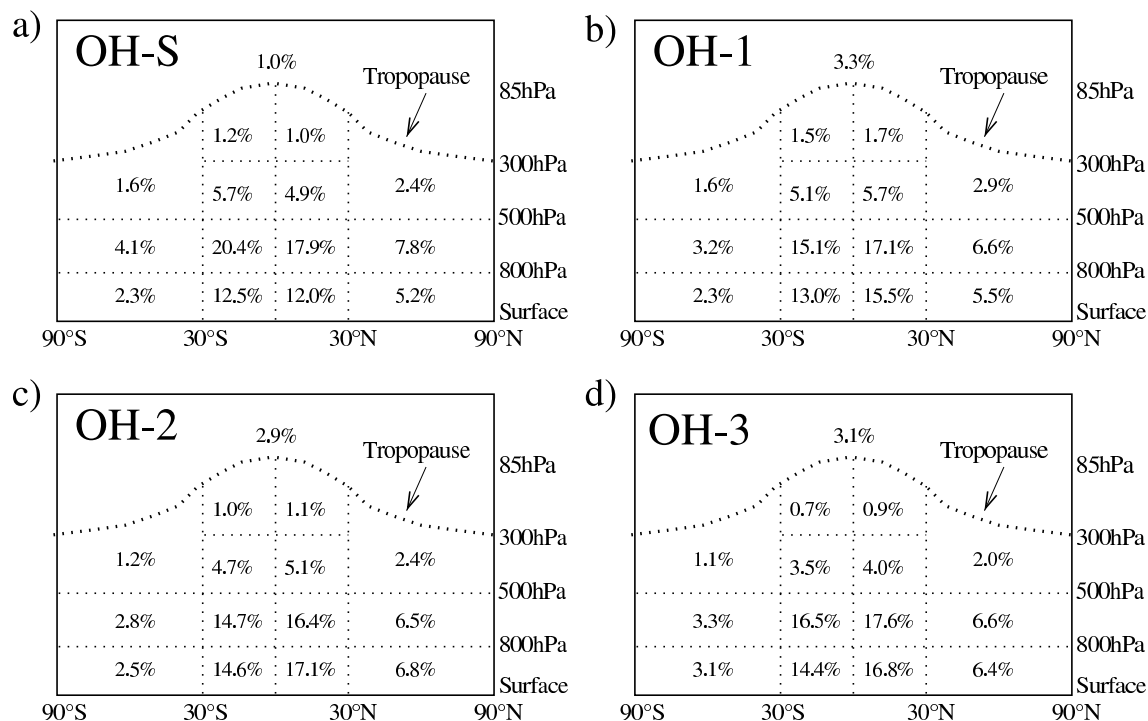 a)
OH-S
1.0%
Tropopause
85hPa
1.2% 1.0%
300hPa
1.6% 5.7% 4.9% 2.4%
500hPa
4.1% 20.4% 17.9% 7.8%
800hPa
2.3% 12.5% 12.0% 5.2%
Surface
90°S 30°S 30°N 90°N
b)
OH-1
3.3%
Tropopause
85hPa
1.5% 1.7%
300hPa
1.6% 5.1% 5.7% 2.9%
500hPa
3.2% 15.1% 17.1% 6.6%
800hPa
2.3% 13.0% 15.5% 5.5%
Surface
90°S 30°S 30°N 90°N
c)
OH-2
2.9%
Tropopause
85hPa
1.0% 1.1%
300hPa
1.2% 4.7% 5.1% 2.4%
500hPa
2.8% 14.7% 16.4% 6.5%
800hPa
2.5% 14.6% 17.1% 6.8%
Surface
90°S 30°S 30°N 90°N
d)
OH-3
3.1%
Tropopause
85hPa
0.7% 0.9%
300hPa
1.1% 3.5% 4.0% 2.0%
500hPa
3.3% 16.5% 17.6% 6.6%
800hPa
3.1% 14.4% 16.8% 6.4%
Surface
90°S 30°S 30°N 90°N